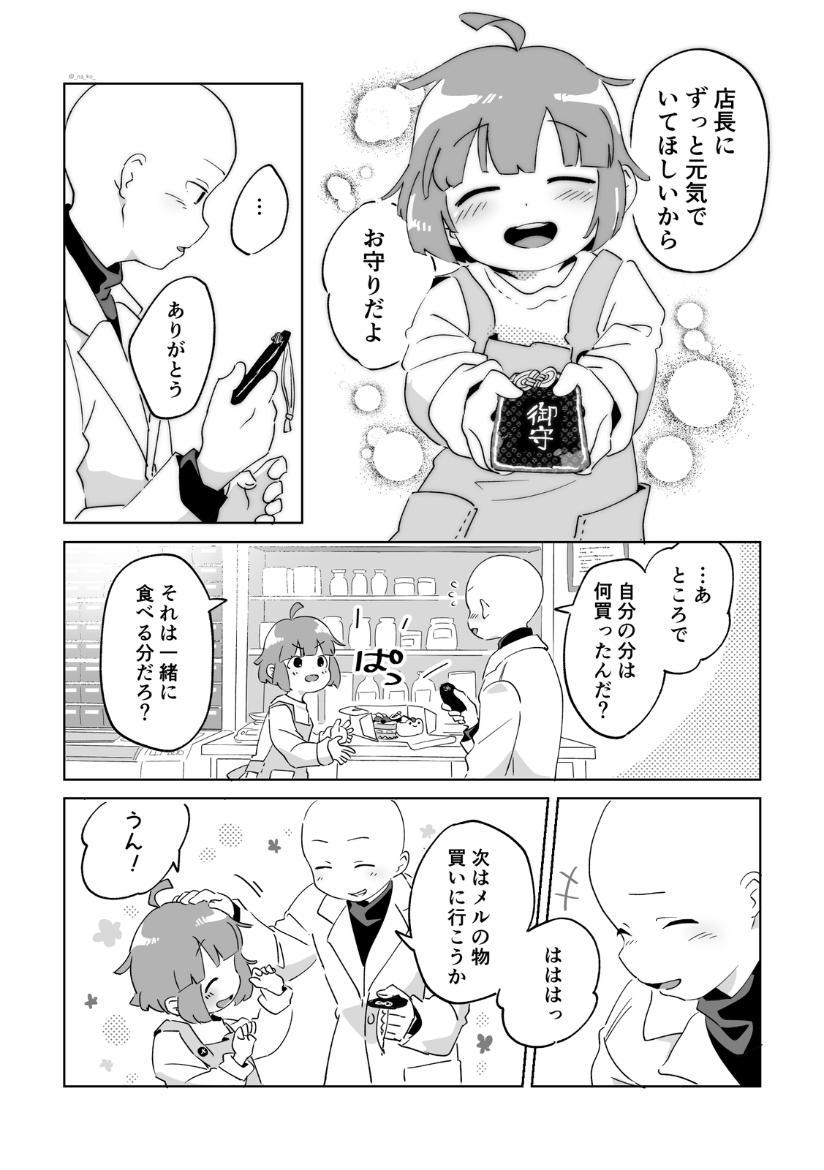 @_na_ko_
店長に
ずっと元気で
いてほしいから
お守りだよ
御守
…
ありがとう
…あ
ところで
自分の分は
何買ったんだ？
ぱっ
それは一緒に
食べる分だろ？
はははっ
次はメルの物
買いに行こうか
うん！